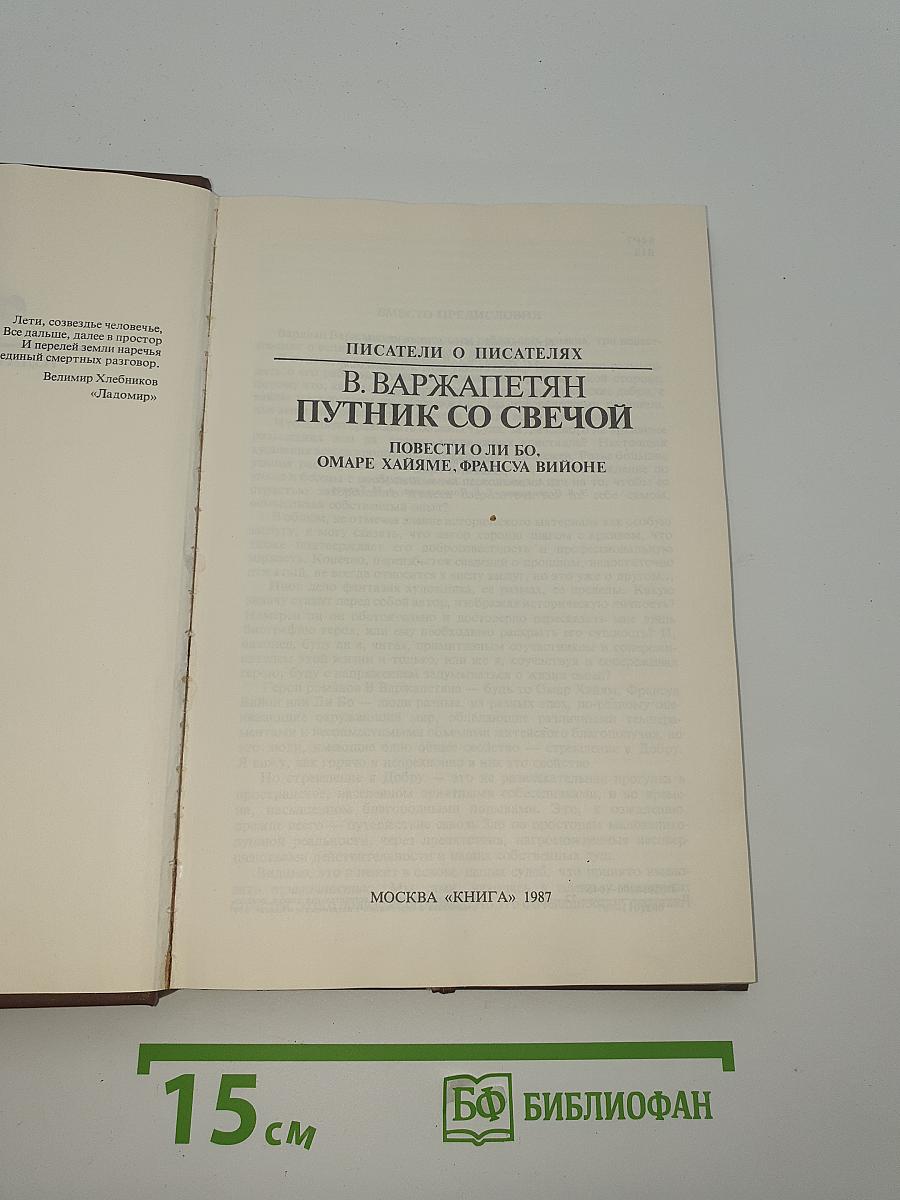 Лети, созвездье человечье,
Все дальше, далее в простор
И перелей земли наречья
единый смертных разговор.
Велимир Хлебников
«Ладомир»
ПИСАТЕЛИ О ПИСАТЕЛЯХ
В. ВАРЖАПЕТЯН
ПУТНИК СО СВЕЧОЙ
ПОВЕСТИ О ЛИ БО,
ОМАРЕ ХАЙЯМЕ, ФРАНСУА ВИЙОНЕ
МОСКВА «КНИГА» 1987
15 см
БФ БИБЛИОФАН